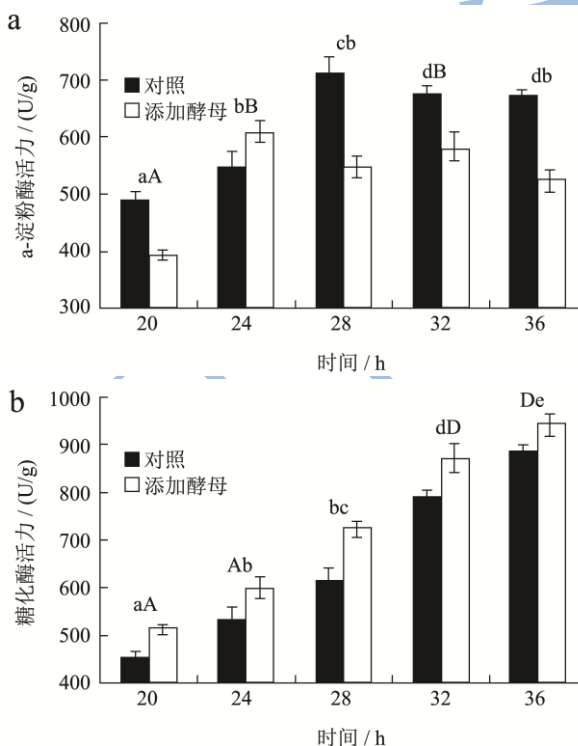 a
800
700
600
500
400
300
a-淀粉酶活力 / (U/g)
对照
添加酵母
aA
bB
cb
dB
db
20 24 28 32 36
时间 / h
b
1000
900
800
700
600
500
400
糖化酶活力 / (U/g)
对照
添加酵母
aA
Ab
bc
dD
De
20 24 28 32 36
时间 / h